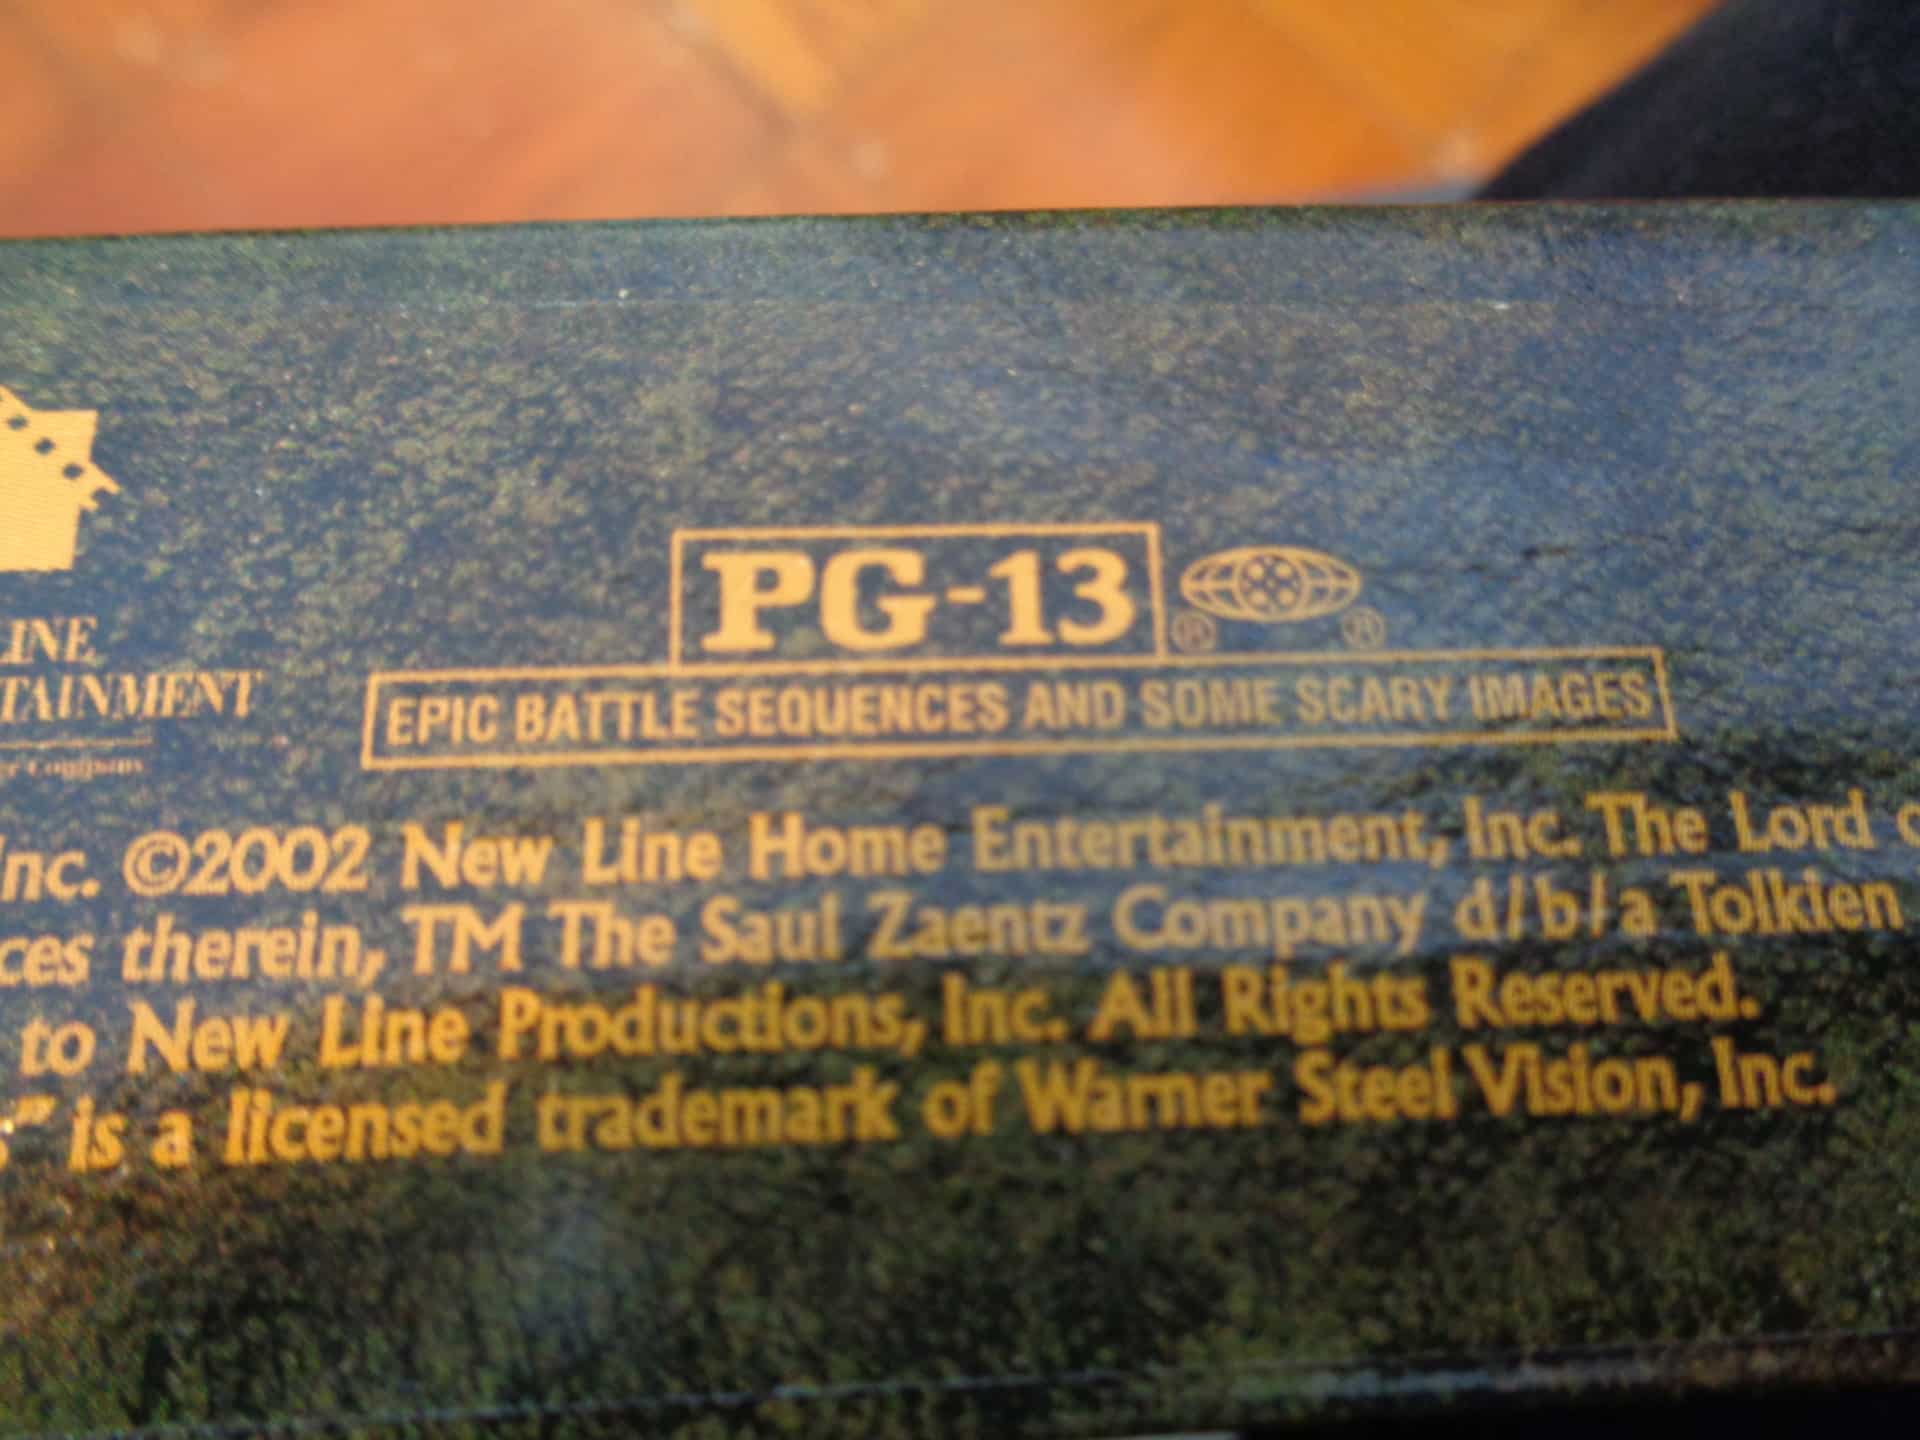 LINE
TAINMENT
r Company
PG-13
® ®
EPIC BATTLE SEQUENCES AND SOME SCARY IMAGES
Inc. ©2002 New Line Home Entertainment, Inc. The Lord o
ces therein, TM The Saul Zaentz Company d/b/a Tolkien
to New Line Productions, Inc. All Rights Reserved.
s" is a licensed trademark of Warner Steel Vision, Inc.